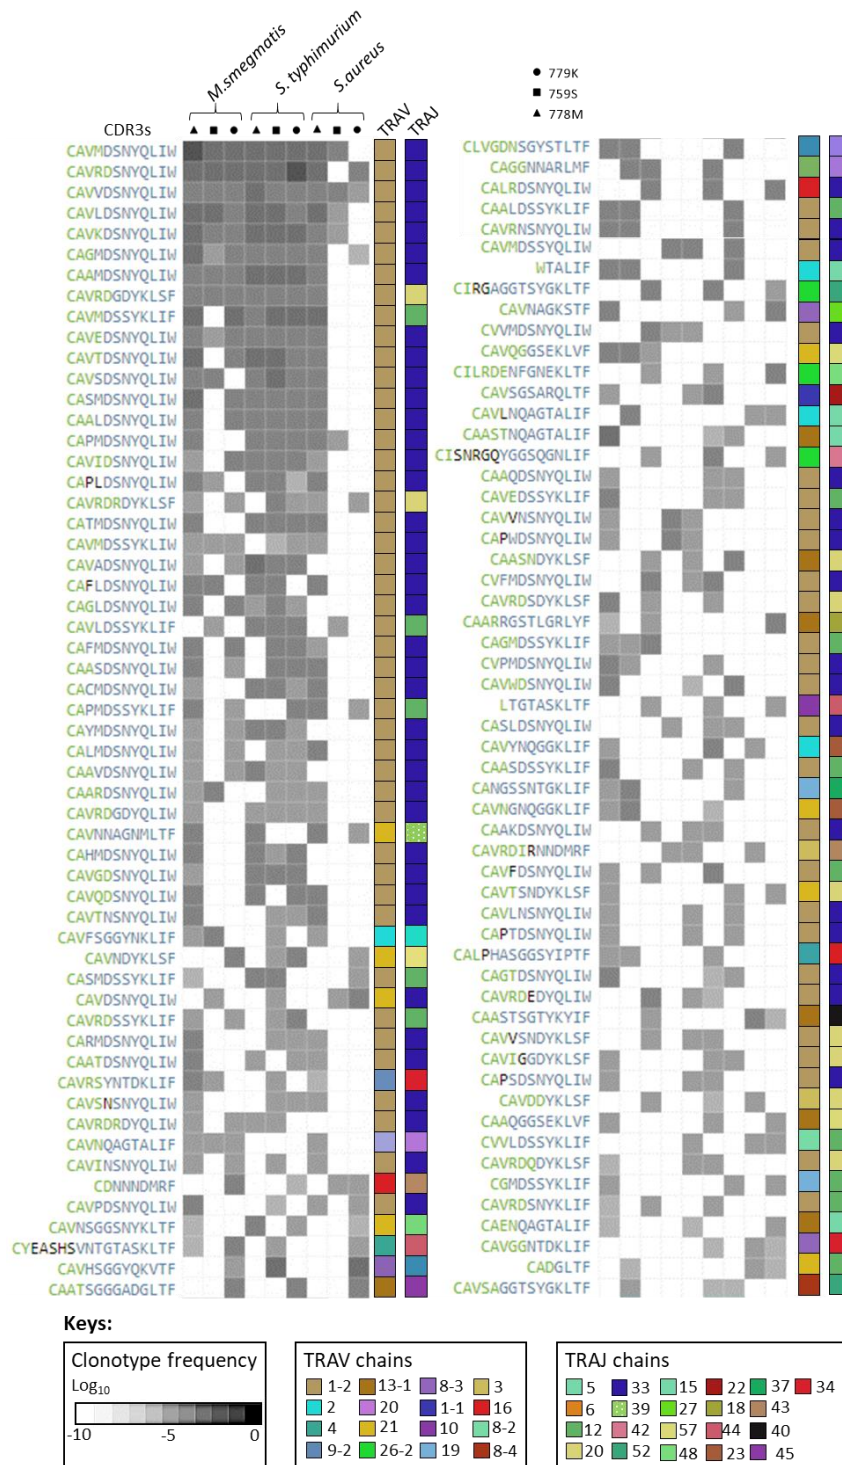 M.smegmatis
S. typhimurium
S.aureus
779K
759S
778M
CDR3s
TRAV
TRAJ
CAVMDSNYQLIW
CAVRDSNYQLIW
CAVVDSNYQLIW
CAVLDSNYQLIW
CAVKDSNYQLIW
CAGMDSNYQLIW
CAAMDSNYQLIW
CAVRDGDYKLSF
CAVMDSSYKLIF
CAVEDSNYQLIW
CAVTDSNYQLIW
CAVSDSNYQLIW
CASMDSNYQLIW
CAALDSNYQLIW
CAPMDSNYQLIW
CAVIDSNYQLIW
CAPLDSNYQLIW
CAVRDRDYKLSF
CATMDSNYQLIW
CAVMDSSYKLIW
CAVADSNYQLIW
CAFLDSNYQLIW
CAGLDSNYQLIW
CAVLDSSYKLIF
CAFMDSNYQLIW
CAASDSNYQLIW
CACMDSNYQLIW
CAPMDSSYKLIF
CAYMDSNYQLIW
CALMDSNYQLIW
CAAVDSNYQLIW
CAARDSNYQLIW
CAVRDGDYQLIW
CAVNNAGNMLTF
CAHMDSNYQLIW
CAVGDSNYQLIW
CAVQDSNYQLIW
CAVTNSNYQLIW
CAVFSGGYNKLIF
CAVNDYKLSF
CASMDSSYKLIF
CAVDSNYQLIW
CAVRDSSYKLIF
CARMDSNYQLIW
CAATDSNYQLIW
CAVRSYNTDKLIF
CAVSNSNYQLIW
CAVRDRDYQLIW
CAVNQAGTALIF
CAVINSNYQLIW
CDNNNDMRF
CAVPDSNYQLIW
CAVNSGGSNYKLTF
CYEASHSVNTGTASKLTF
CAVHSGGYQKVTF
CAATSGGGADGLTF
CLVGDNSGYSTLTF
CAGGNNARLMF
CALRDSNYQLIW
CAALDSSYKLIF
CAVRNSNYQLIW
CAVMDSSYQLIW
WTALIF
CIRGAGGTSYGKLTF
CAVNAGKSTF
CVVMDSNYQLIW
CAVQGGSEKLVF
CILRDENFGNEKLTF
CAVSGSARQLTF
CAVLNQAGTALIF
CAASTNQAGTALIF
CISNRGQYGGSQGNLIF
CAAQDSNYQLIW
CAVEDSSYKLIF
CAVVNSNYQLIW
CAPWDSNYQLIW
CAASNDYKLSF
CVFMDSNYQLIW
CAVRDSDYKLSF
CAARRGSTLGRLYF
CAGMDSSYKLIF
CVPMDSNYQLIW
CAVWDSNYQLIW
LTGTASKLTF
CASLDSNYQLIW
CAVYNQGGKLIF
CAASDSSYKLIF
CANGSSNTGKLIF
CAVNGNQGGKLIF
CAAKDSNYQLIW
CAVRDIRNNDMRF
CAVFDSNYQLIW
CAVTSNDYKLSF
CAVLNSNYQLIW
CAPTDSNYQLIW
CALPHASGGSYIPTF
CAGTDSNYQLIW
CAVRDEDYQLIW
CAASTSGTYKYIF
CAVVSNDYKLSF
CAVIGGDYKLSF
CAPSDSNYQLIW
CAVDDYKLSF
CAAQGGSEKLVF
CVVLDSSYKLIF
CAVRDQDYKLSF
CGMDSSYKLIF
CAVRDSNYKLIF
CAENQAGTALIF
CAVGGNTDKLIF
CADGLTF
CAVSAGGTSYGKLTF
Keys:
Clonotype frequency
Log10
-10 -5 0
TRAV chains
1-2 13-1 8-3 3
2 20 1-1 16
4 21 10 8-2
9-2 26-2 19 8-4
TRAJ chains
5 33 15 22 37 34
6 39 27 18 43
12 42 57 44 40
20 52 48 23 45